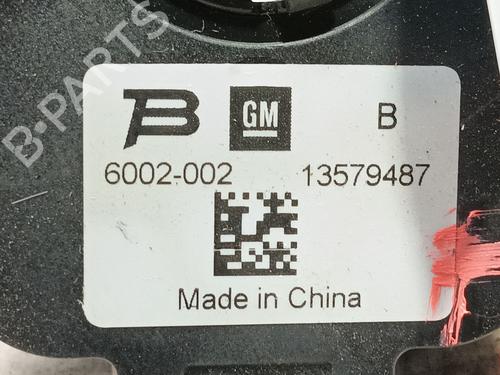 B GM B
6002-002 13579487
Made in China
B-PARTS